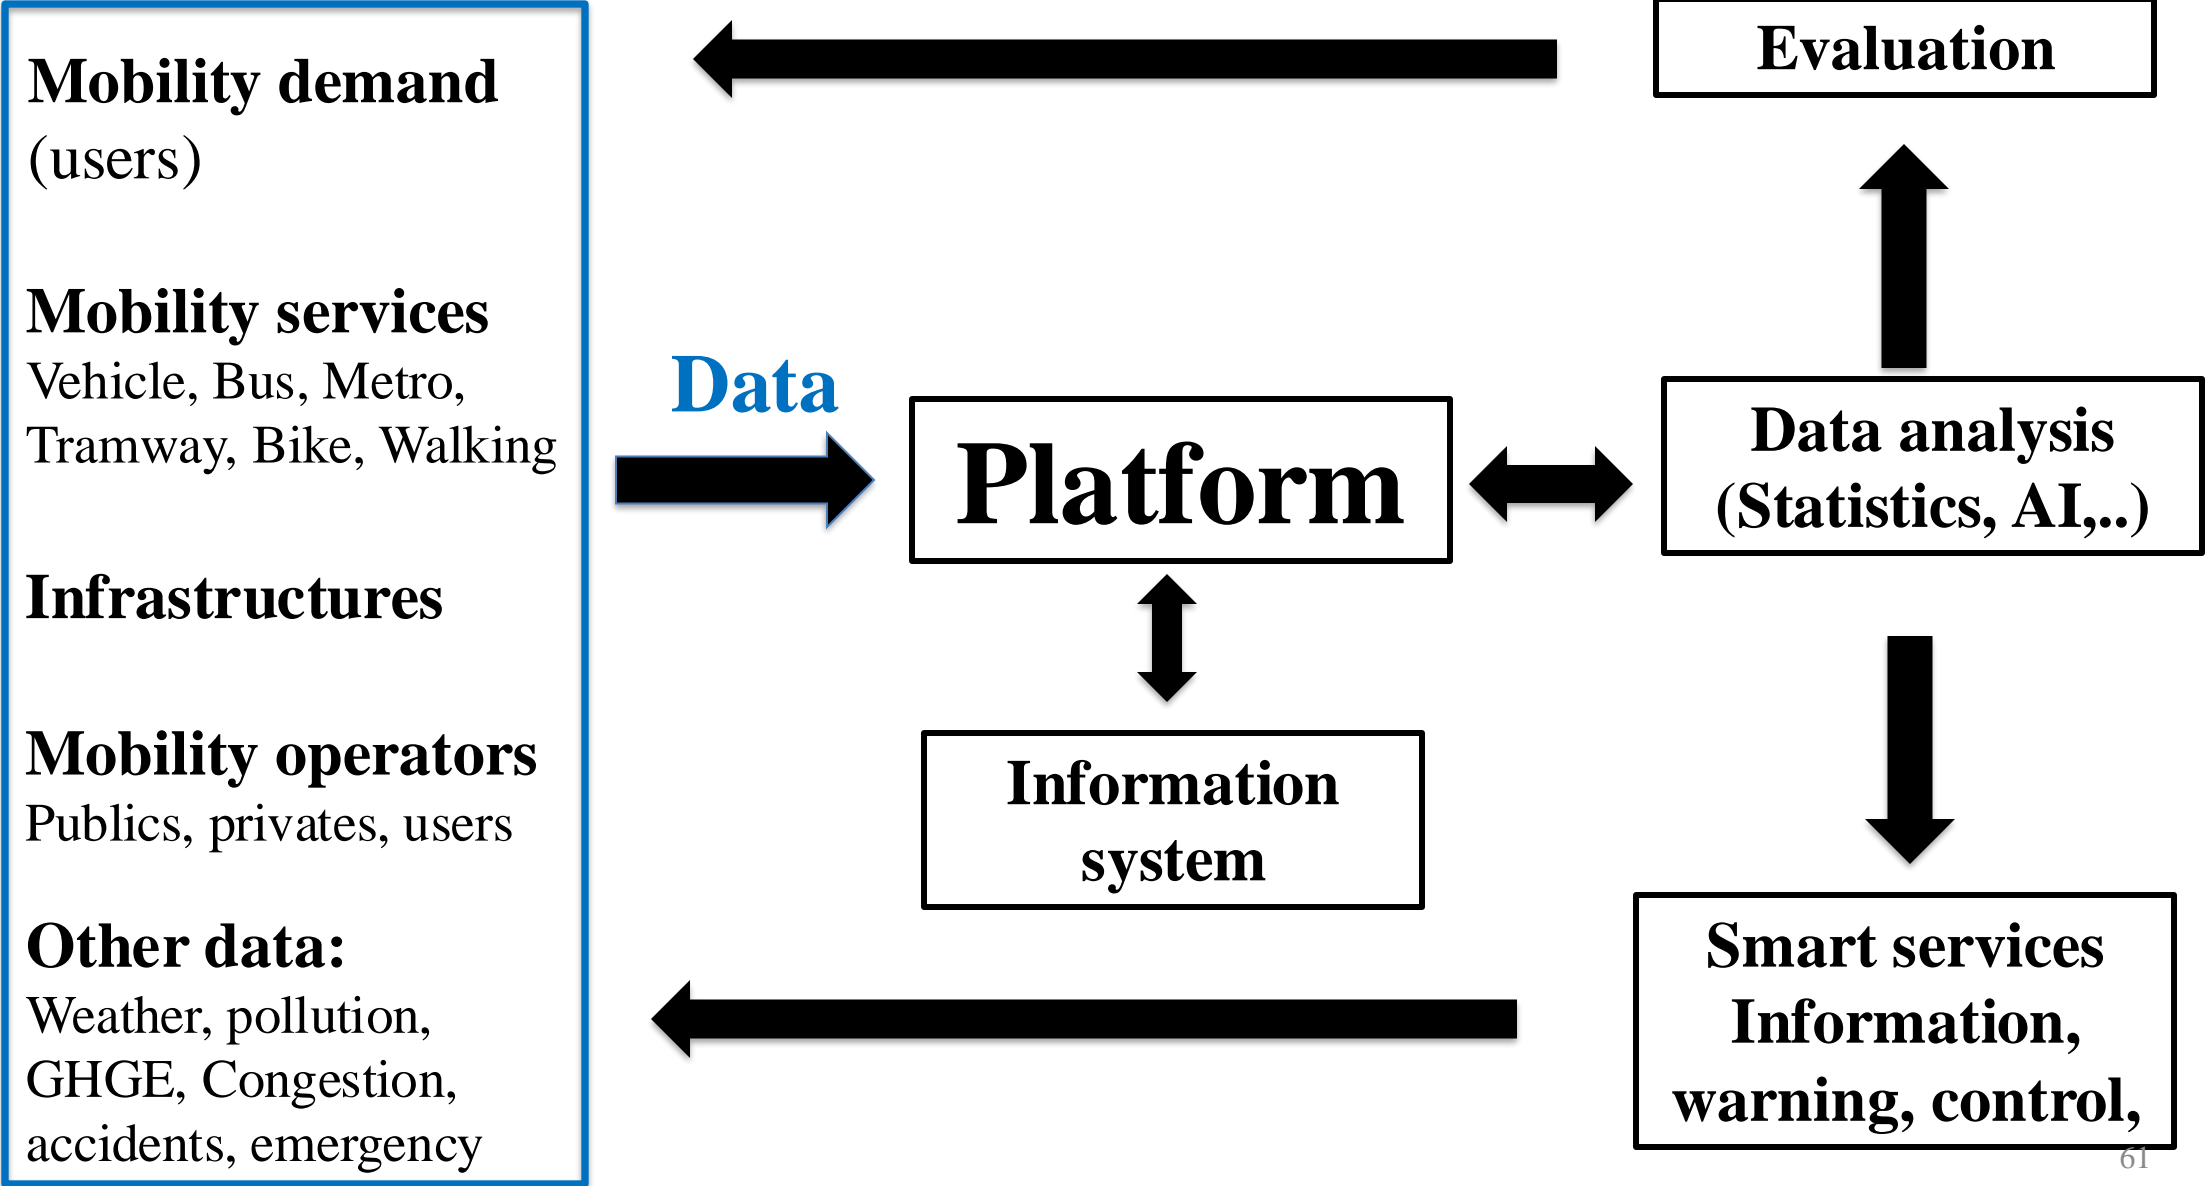 Mobility demand
(users)
Mobility services
Vehicle, Bus, Metro,
Tramway, Bike, Walking
Infrastructures
Mobility operators
Publics, privates, users
Other data:
Weather, pollution,
GHGE, Congestion,
accidents, emergency
Data
Platform
Information
system
Evaluation
Data analysis
(Statistics, AI,..)
Smart services
Information,
warning, control,
61